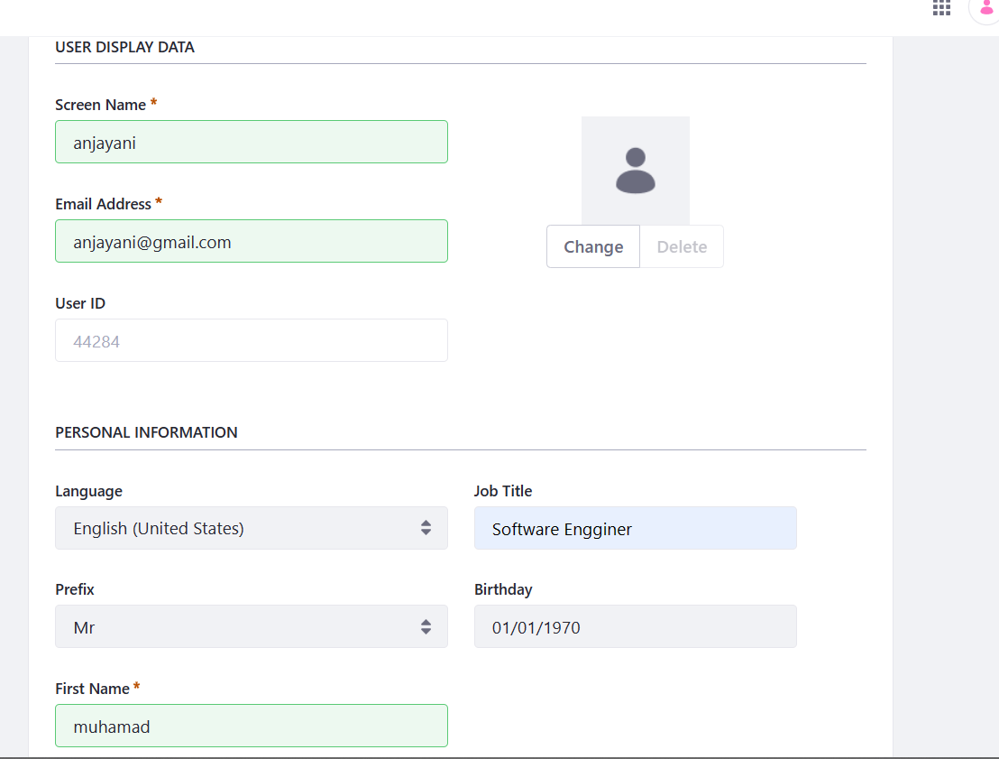 USER DISPLAY DATA
Screen Name *
anjayani
Email Address *
anjayani@gmail.com
Change
Delete
User ID
44284
PERSONAL INFORMATION
Language
Job Title
English (United States)
Software Engginer
Prefix
Birthday
Mr
01/01/1970
First Name *
muhamad